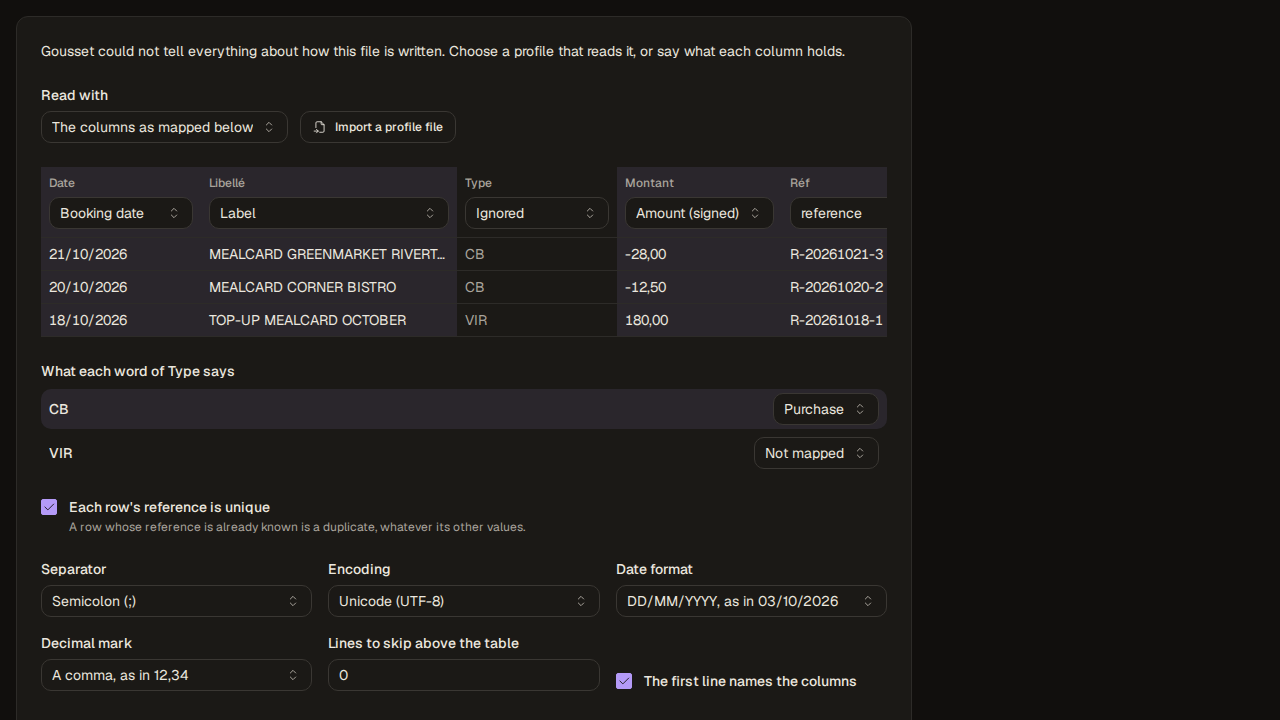 Gousset could not tell everything about how this file is written. Choose a profile that reads it, or say what each column holds.
Read with
The columns as mapped below
Import a profile file
Date Libellé Type Montant Réf
Booking date Label Ignored Amount (signed) reference
21/10/2026 MEALCARD GREENMARKET RIVERT… CB -28,00 R-20261021-3
20/10/2026 MEALCARD CORNER BISTRO CB -12,50 R-20261020-2
18/10/2026 TOP-UP MEALCARD OCTOBER VIR 180,00 R-20261018-1
What each word of Type says
CB Purchase
VIR Not mapped
Each row's reference is unique
A row whose reference is already known is a duplicate, whatever its other values.
Separator Encoding Date format
Semicolon (;) Unicode (UTF-8) DD/MM/YYYY, as in 03/10/2026
Decimal mark Lines to skip above the table
A comma, as in 12,34 0 The first line names the columns